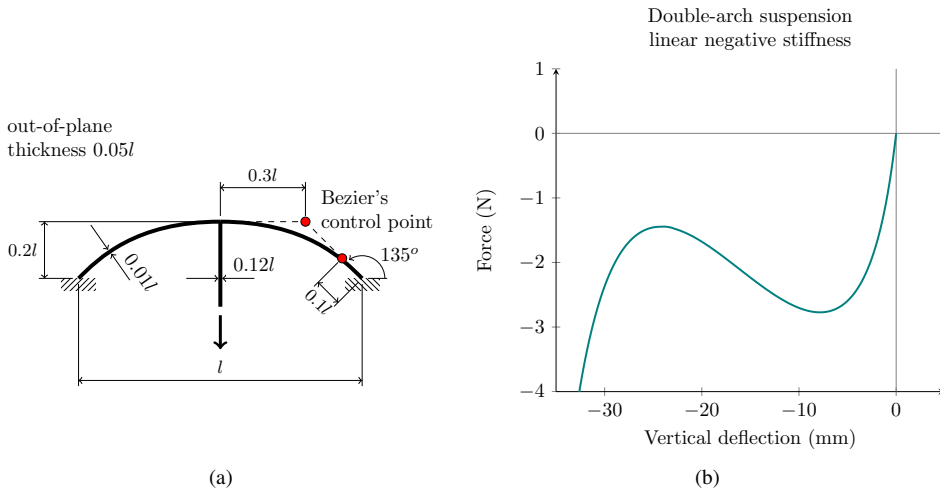 out-of-plane
thickness 0.05l
0.3l
Bezier's
control point
0.2l
0.01l
0.12l
135°
0.1l
l
(a)
Double-arch suspension
linear negative stiffness
Force (N)
1
0
−1
−2
−3
−4
−30
−20
−10
0
Vertical deflection (mm)
(b)